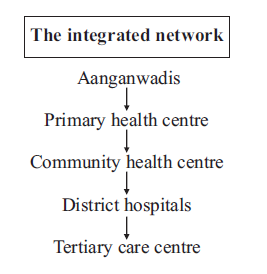 The integrated network
Aanganwadis
Primary health centre
Community health centre
District hospitals
Tertiary care centre